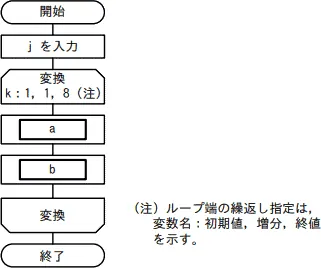 開始
j を入力
変換
k：1，1，8（注）
a
b
変換
終了
（注）ループ端の繰返し指定は，
変数名：初期値，増分，終値
を示す。